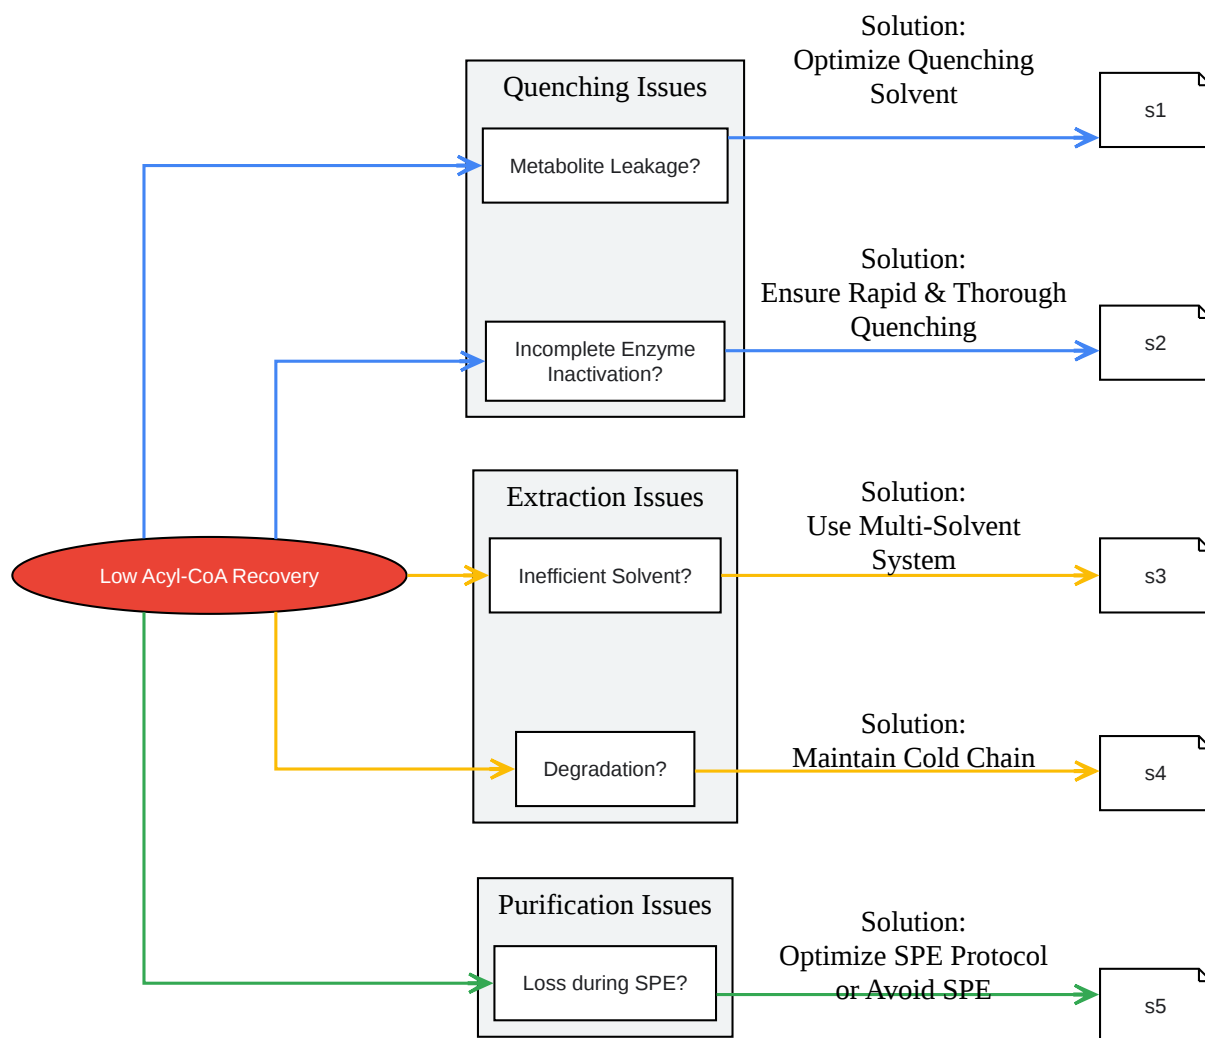 Solution:
Optimize Quenching
Solvent
Quenching Issues
s1
Metabolite Leakage?
Solution:
Ensure Rapid & Thorough
Quenching
s2
Incomplete Enzyme
Inactivation?
Extraction Issues
Solution:
Use Multi-Solvent
System
Low Acyl-CoA Recovery
Inefficient Solvent?
s3
Solution:
Maintain Cold Chain
Degradation?
s4
Purification Issues
Solution:
Optimize SPE Protocol
or Avoid SPE
Loss during SPE?
s5